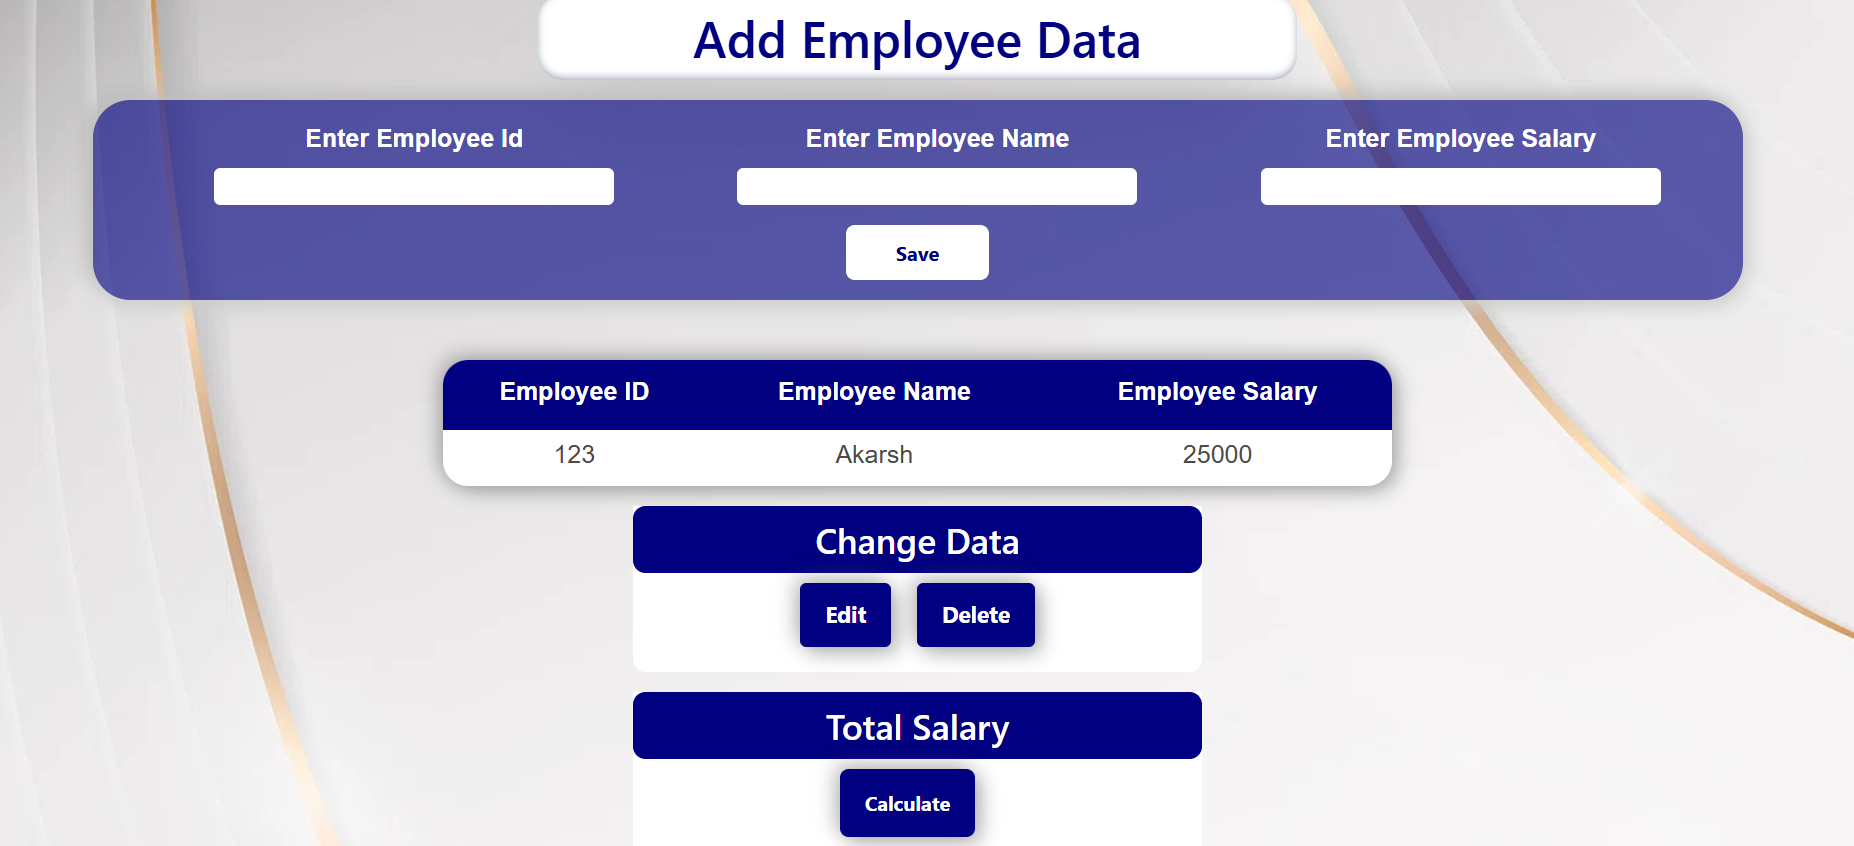 Add Employee Data
Enter Employee Id Enter Employee Name Enter Employee Salary
Save
Employee ID Employee Name Employee Salary
123 Akarsh 25000
Change Data
Edit Delete
Total Salary
Calculate